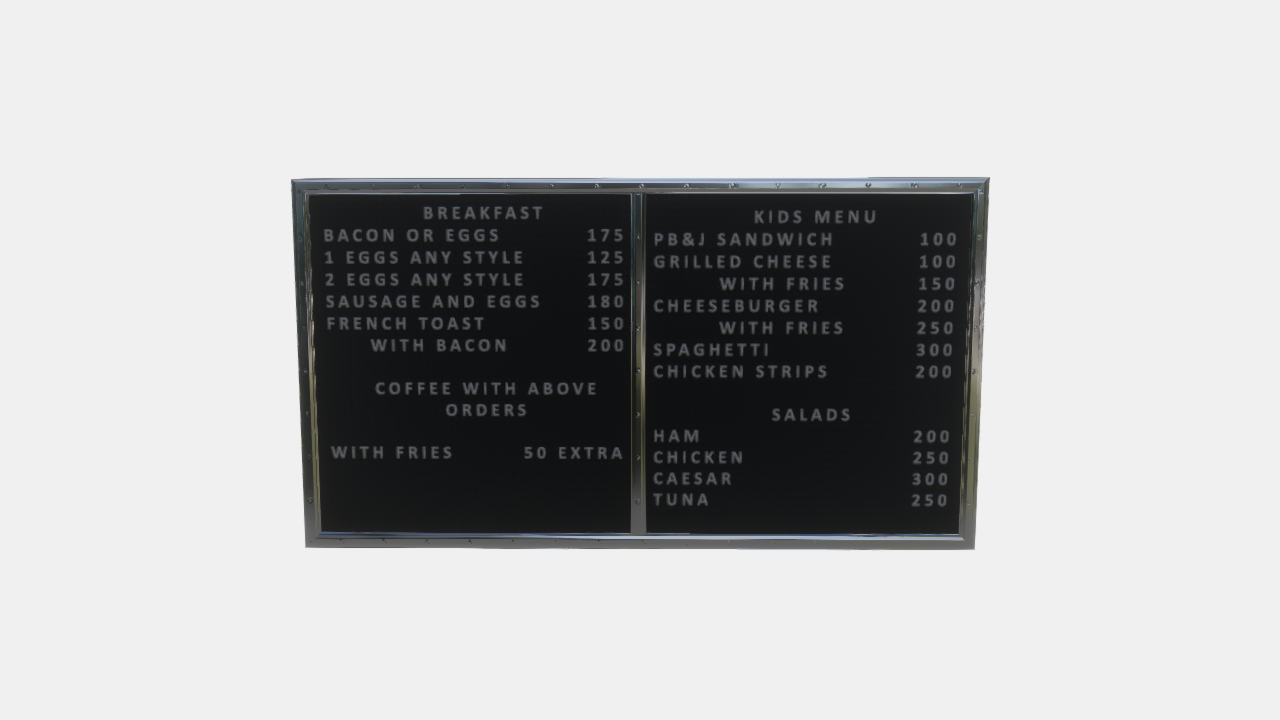 BREAKFAST
BACON OR EGGS 175
1 EGGS ANY STYLE 125
2 EGGS ANY STYLE 175
SAUSAGE AND EGGS 180
FRENCH TOAST 150
WITH BACON 200
COFFEE WITH ABOVE
ORDERS
WITH FRIES 50 EXTRA
KIDS MENU
PB&J SANDWICH 100
GRILLED CHEESE 100
WITH FRIES 150
CHEESEBURGER 200
WITH FRIES 250
SPAGHETTI 300
CHICKEN STRIPS 200
SALADS
HAM 200
CHICKEN 250
CAESAR 300
TUNA 250